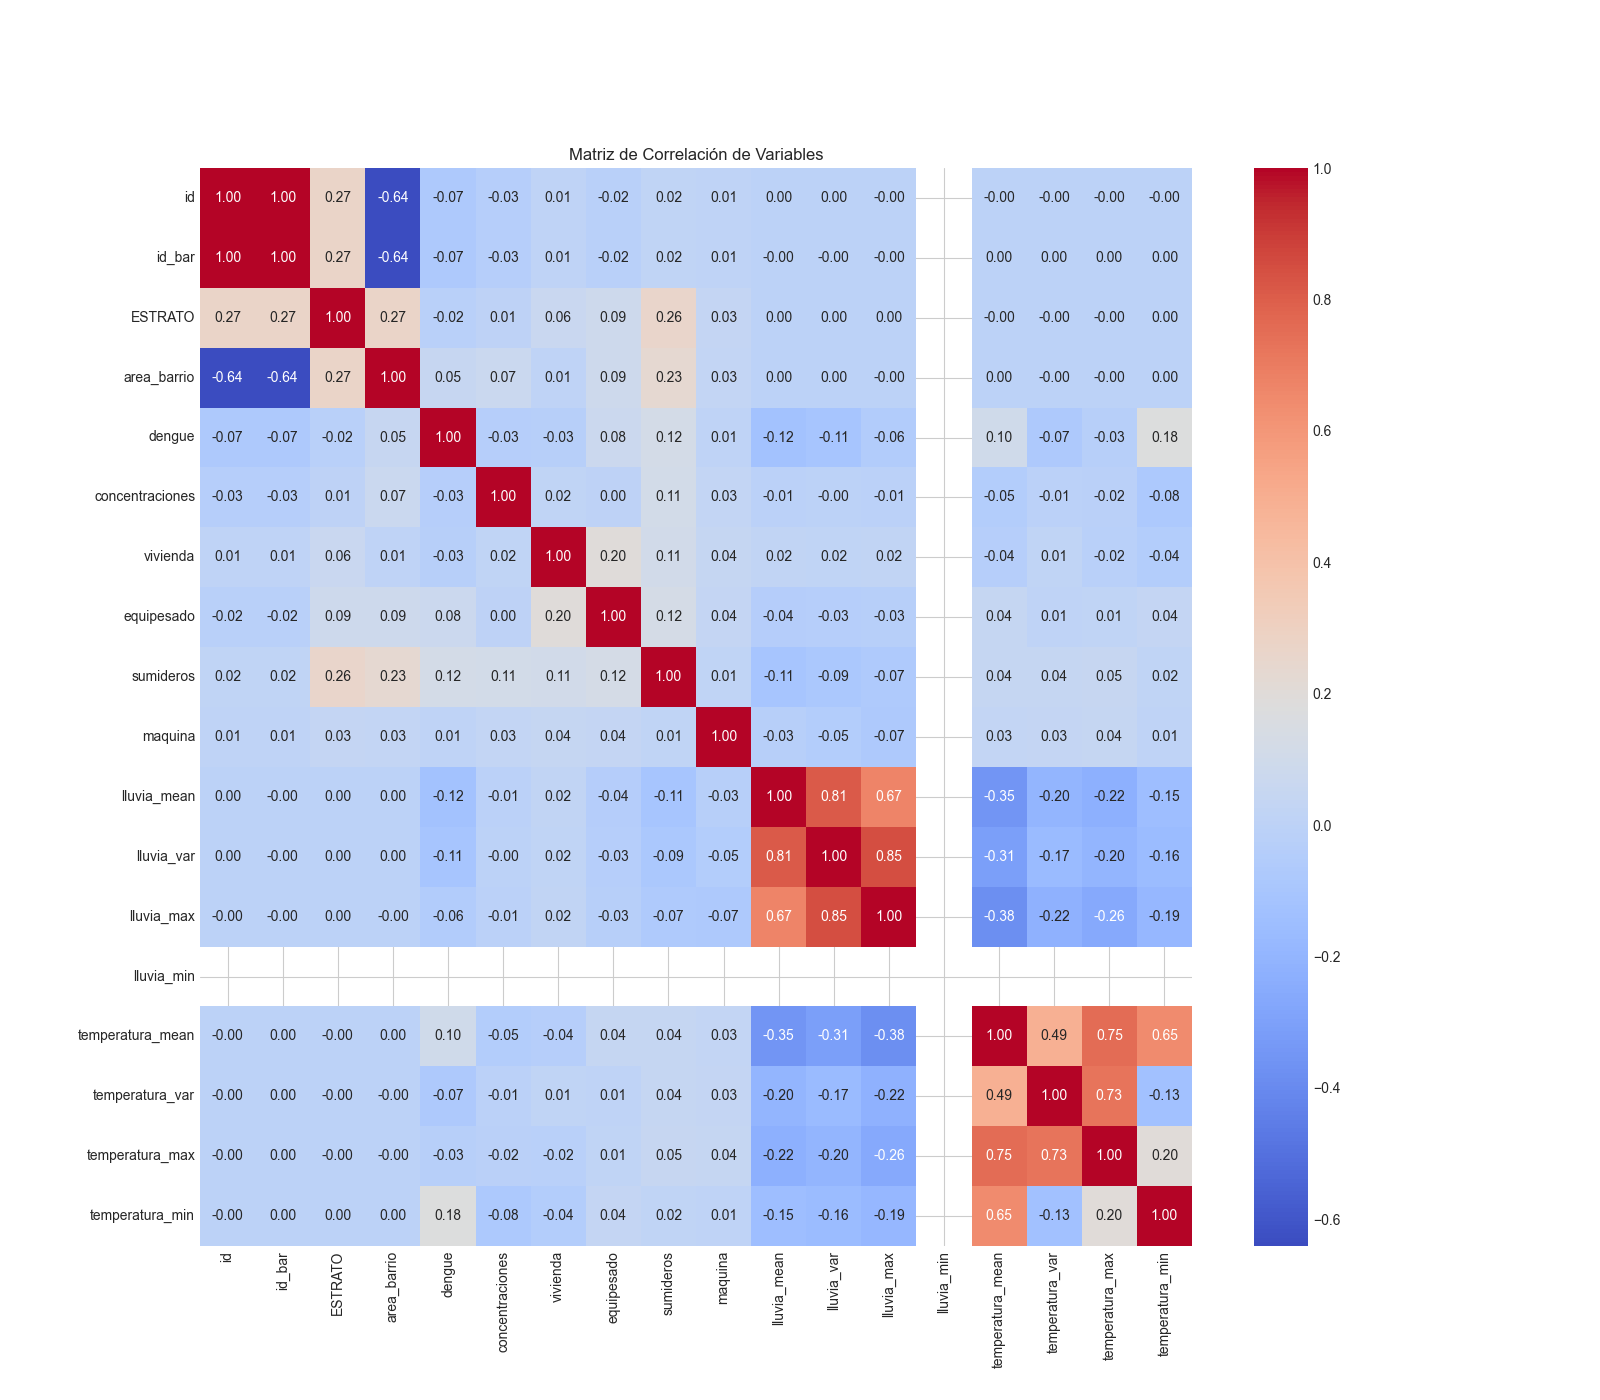 Matriz de Correlación de Variables
id 1.00 1.00 0.27 -0.64 -0.07 -0.03 0.01 -0.02 0.02 0.01 0.00 0.00 -0.00 -0.00 -0.00 -0.00 -0.00
id_bar 1.00 1.00 0.27 -0.64 -0.07 -0.03 0.01 -0.02 0.02 0.01 -0.00 -0.00 -0.00 0.00 0.00 0.00 0.00
ESTRATO 0.27 0.27 1.00 0.27 -0.02 0.01 0.06 0.09 0.26 0.03 0.00 0.00 0.00 -0.00 -0.00 -0.00 0.00
area_barrio -0.64 -0.64 0.27 1.00 0.05 0.07 0.01 0.09 0.23 0.03 0.00 0.00 -0.00 0.00 -0.00 -0.00 0.00
dengue -0.07 -0.07 -0.02 0.05 1.00 -0.03 -0.03 0.08 0.12 0.01 -0.12 -0.11 -0.06 0.10 -0.07 -0.03 0.18
concentraciones -0.03 -0.03 0.01 0.07 -0.03 1.00 0.02 0.00 0.11 0.03 -0.01 -0.00 -0.01 -0.05 -0.01 -0.02 -0.08
vivienda 0.01 0.01 0.06 0.01 -0.03 0.02 1.00 0.20 0.11 0.04 0.02 0.02 0.02 -0.04 0.01 -0.02 -0.04
equipesado -0.02 -0.02 0.09 0.09 0.08 0.00 0.20 1.00 0.12 0.04 -0.04 -0.03 -0.03 0.04 0.01 0.01 0.04
sumideros 0.02 0.02 0.26 0.23 0.12 0.11 0.11 0.12 1.00 0.01 -0.11 -0.09 -0.07 0.04 0.04 0.05 0.02
maquina 0.01 0.01 0.03 0.03 0.01 0.03 0.04 0.04 0.01 1.00 -0.03 -0.05 -0.07 0.03 0.03 0.04 0.01
lluvia_mean 0.00 -0.00 0.00 0.00 -0.12 -0.01 0.02 -0.04 -0.11 -0.03 1.00 0.81 0.67 -0.35 -0.20 -0.22 -0.15
lluvia_var 0.00 -0.00 0.00 0.00 -0.11 -0.00 0.02 -0.03 -0.09 -0.05 0.81 1.00 0.85 -0.31 -0.17 -0.20 -0.16
lluvia_max -0.00 -0.00 0.00 -0.00 -0.06 -0.01 0.02 -0.03 -0.07 -0.07 0.67 0.85 1.00 -0.38 -0.22 -0.26 -0.19
lluvia_min
temperatura_mean -0.00 0.00 -0.00 0.00 0.10 -0.05 -0.04 0.04 0.04 0.03 -0.35 -0.31 -0.38 1.00 0.49 0.75 0.65
temperatura_var -0.00 0.00 -0.00 -0.00 -0.07 -0.01 0.01 0.01 0.04 0.03 -0.20 -0.17 -0.22 0.49 1.00 0.73 -0.13
temperatura_max -0.00 0.00 -0.00 -0.00 -0.03 -0.02 -0.02 0.01 0.05 0.04 -0.22 -0.20 -0.26 0.75 0.73 1.00 0.20
temperatura_min -0.00 0.00 0.00 0.00 0.18 -0.08 -0.04 0.04 0.02 0.01 -0.15 -0.16 -0.19 0.65 -0.13 0.20 1.00
id
id_bar
ESTRATO
area_barrio
dengue
concentraciones
vivienda
equipesado
sumideros
maquina
lluvia_mean
lluvia_var
lluvia_max
lluvia_min
temperatura_mean
temperatura_var
temperatura_max
temperatura_min
1.0
0.8
0.6
0.4
0.2
0.0
−0.2
−0.4
−0.6